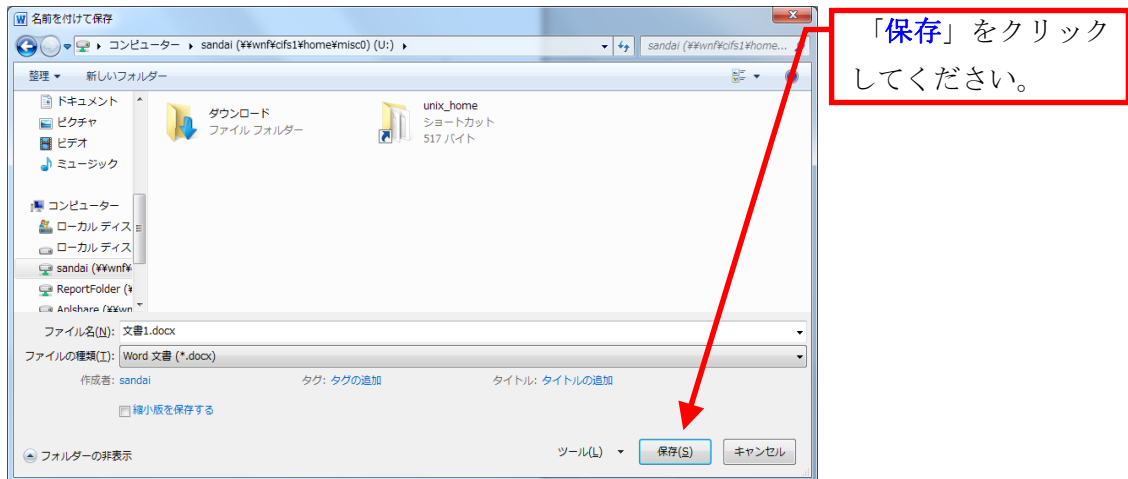 名前を付けて保存
コンピューター ▸ sandai (¥¥wnf¥cifs1¥home¥misc0) (U:) ▸
sandai (¥¥wnf¥cifs1¥home...
「保存」をクリック
してください。
整理 ▼ 新しいフォルダー
ドキュメント
ピクチャ
ビデオ
ミュージック
コンピューター
ローカル ディス
ローカル ディス
sandai (¥¥wnf¥
ReportFolder (¥
Aplshare (¥¥wn
ダウンロード
ファイル フォルダー
unix_home
ショートカット
517 バイト
ファイル名(N): 文書1.docx
ファイルの種類(T): Word 文書 (*.docx)
作成者: sandai タグ: タグの追加 タイトル: タイトルの追加
縮小版を保存する
フォルダーの非表示 ツール(L) ▼ 保存(S) キャンセル